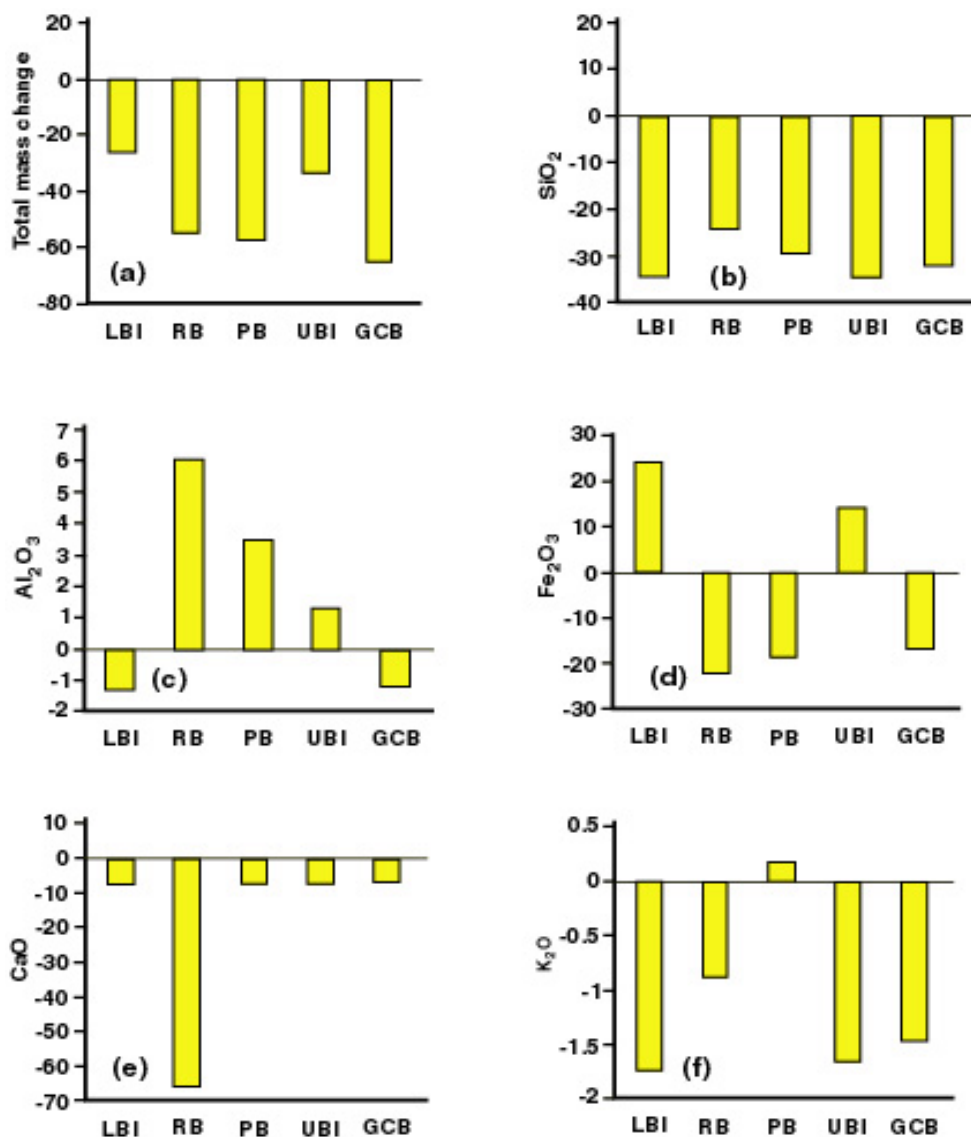 Total mass change
20
0
-20
-40
-60
-80
(a)
LBI RB PB UBI GCB
SiO₂
20
10
0
-10
-20
-30
-40
(b)
LBI RB PB UBI GCB
Al₂O₃
7
6
5
4
3
2
1
0
-1
-2
(c)
LBI RB PB UBI GCB
Fe₂O₃
30
20
10
0
-10
-20
-30
(d)
LBI RB PB UBI GCB
CaO
10
0
-10
-20
-30
-40
-50
-60
-70
(e)
LBI RB PB UBI GCB
K₂O
0.5
0
-0.5
-1
-1.5
-2
(f)
LBI RB PB UBI GCB